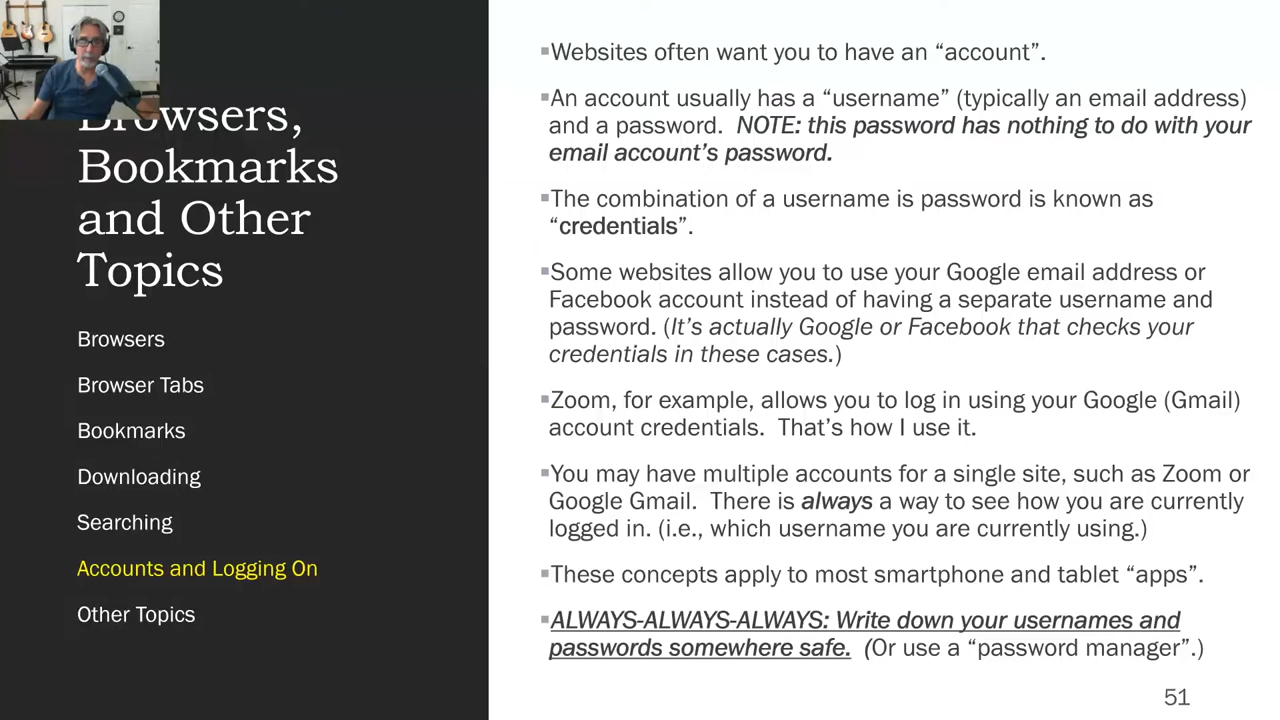 Browsers,
Bookmarks
and Other
Topics
Browsers
Browser Tabs
Bookmarks
Downloading
Searching
Accounts and Logging On
Other Topics
▪Websites often want you to have an “account”.
▪An account usually has a “username” (typically an email address)
and a password.  NOTE: this password has nothing to do with your
email account’s password.
▪The combination of a username is password is known as
“credentials”.
▪Some websites allow you to use your Google email address or
Facebook account instead of having a separate username and
password. (It’s actually Google or Facebook that checks your
credentials in these cases.)
▪Zoom, for example, allows you to log in using your Google (Gmail)
account credentials.  That’s how I use it.
▪You may have multiple accounts for a single site, such as Zoom or
Google Gmail.  There is always a way to see how you are currently
logged in. (i.e., which username you are currently using.)
▪These concepts apply to most smartphone and tablet “apps”.
▪ALWAYS-ALWAYS-ALWAYS: Write down your usernames and
passwords somewhere safe.  (Or use a “password manager”.)
51